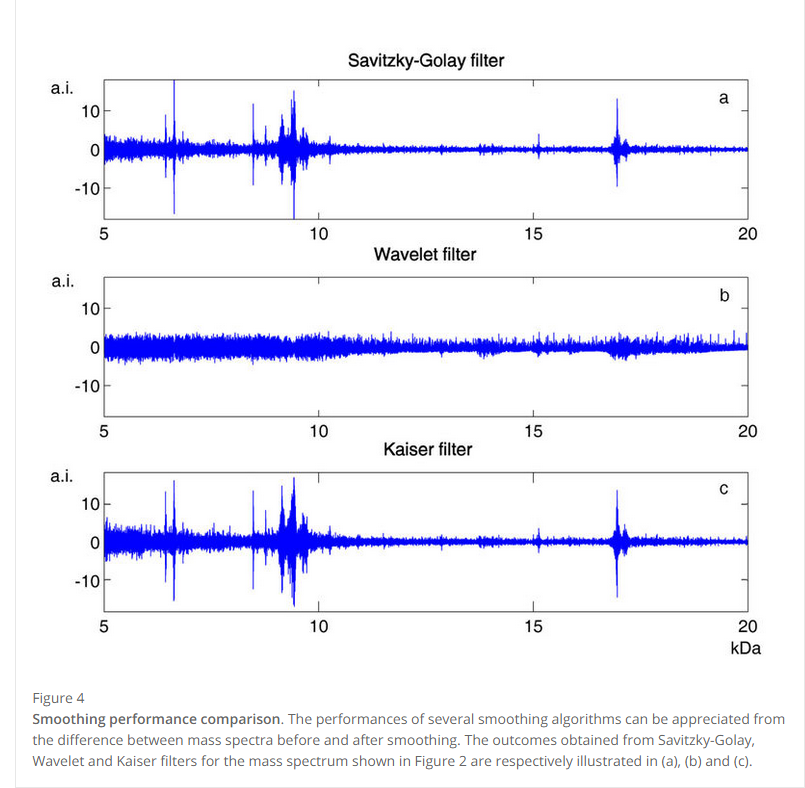 Savitzky-Golay filter
a.i.
a
10
0
-10
5 10 15 20
Wavelet filter
a.i.
b
10
0
-10
5 10 15 20
Kaiser filter
a.i.
c
10
0
-10
5 10 15 20
kDa
Figure 4
Smoothing performance comparison. The performances of several smoothing algorithms can be appreciated from
the difference between mass spectra before and after smoothing. The outcomes obtained from Savitzky-Golay,
Wavelet and Kaiser filters for the mass spectrum shown in Figure 2 are respectively illustrated in (a), (b) and (c).